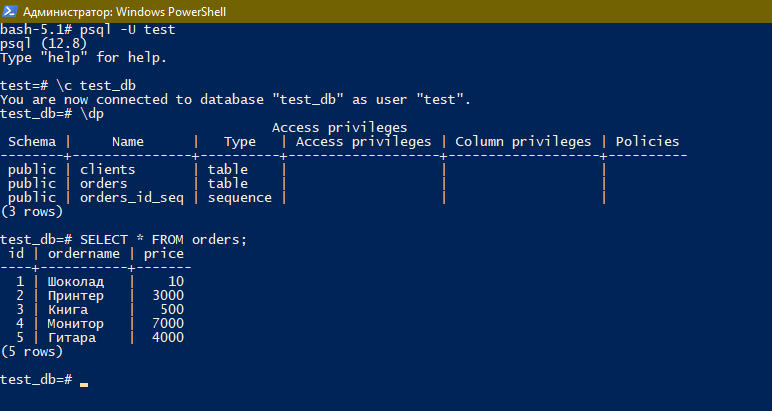 Администратор: Windows PowerShell
bash-5.1# psql -U test
psql (12.8)
Type "help" for help.
test=# \c test_db
You are now connected to database "test_db" as user "test".
test_db=# \dp
                                  Access privileges
 Schema |     Name      |   Type   | Access privileges | Column privileges | Policies
--------+---------------+----------+-------------------+-------------------+----------
 public | clients       | table    |                   |                   |
 public | orders        | table    |                   |                   |
 public | orders_id_seq | sequence |                   |                   |
(3 rows)
test_db=# SELECT * FROM orders;
 id | ordername | price
----+-----------+-------
  1 | Шоколад   |    10
  2 | Принтер   |  3000
  3 | Книга     |   500
  4 | Монитор   |  7000
  5 | Гитара    |  4000
(5 rows)
test_db=#